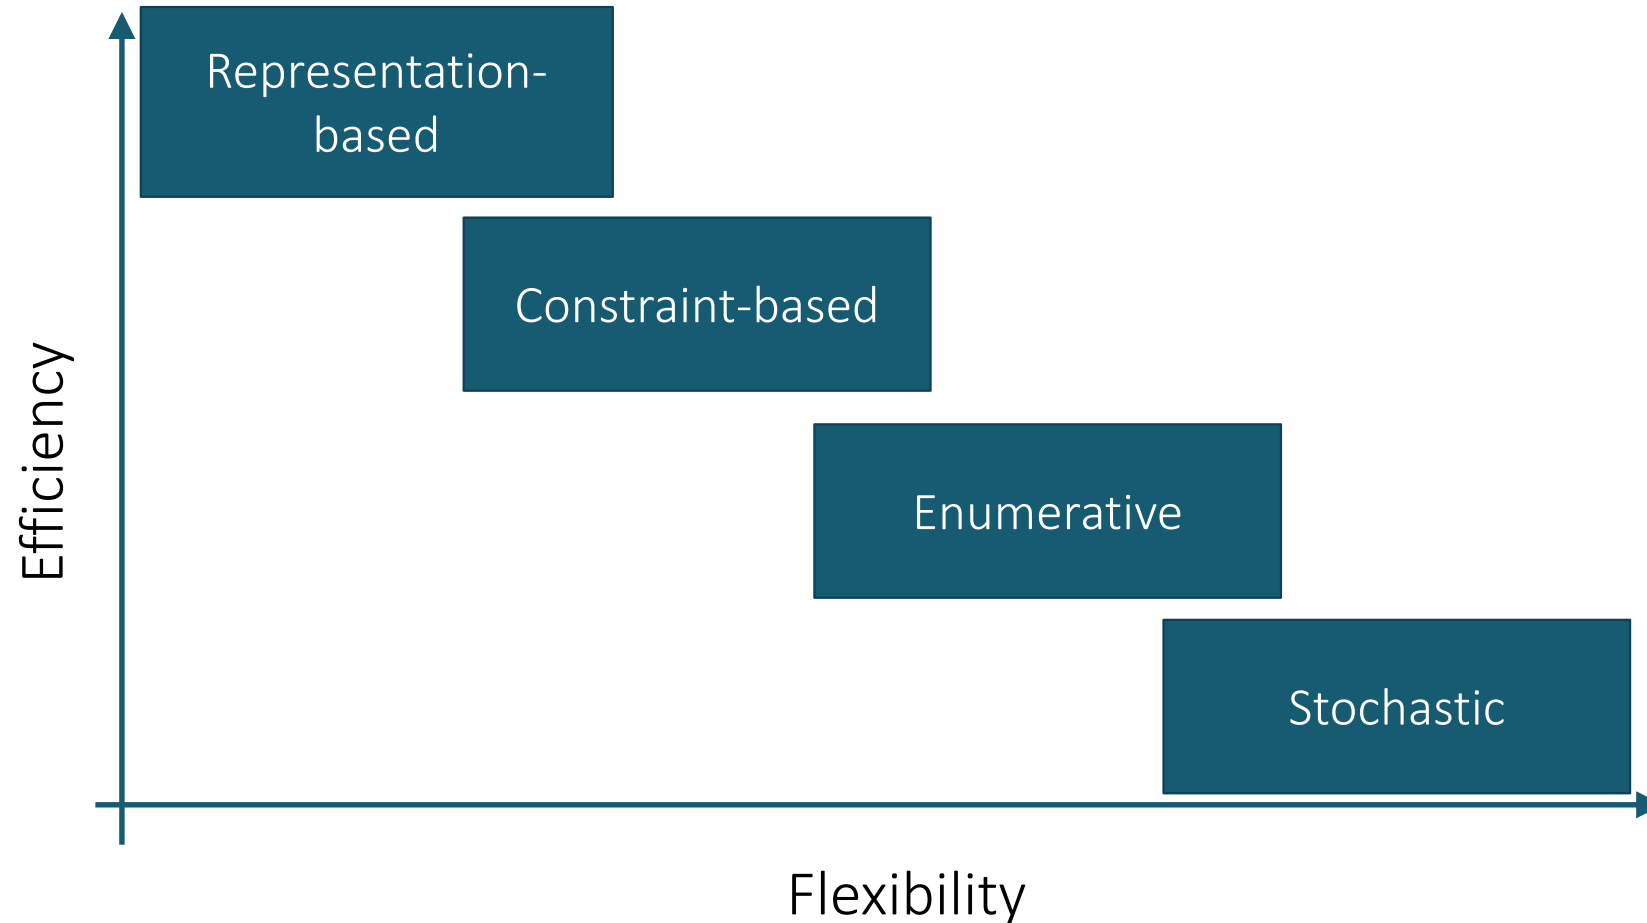 Representation-
based
Constraint-based
Enumerative
Stochastic
Efficiency
Flexibility